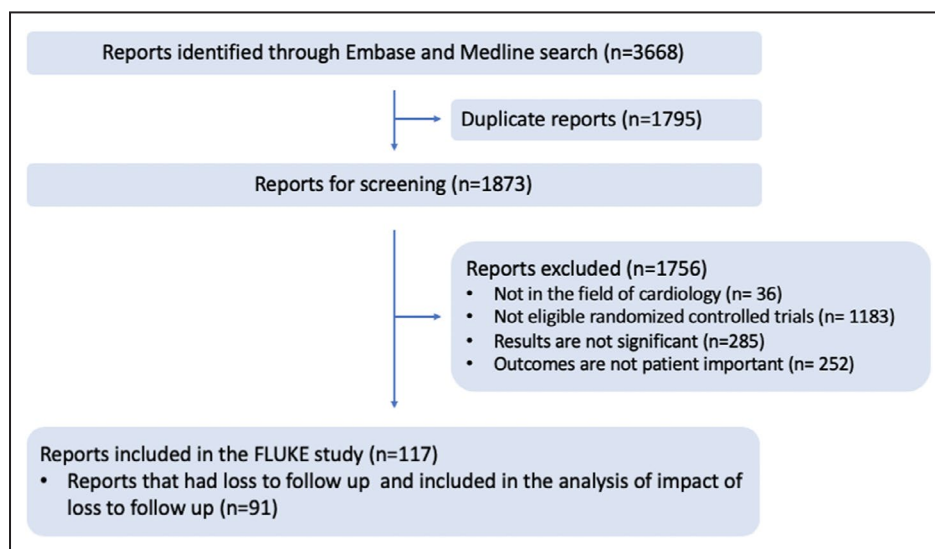 Reports identified through Embase and Medline search (n=3668)
Duplicate reports (n=1795)
Reports for screening (n=1873)
Reports excluded (n=1756)
• Not in the field of cardiology (n= 36)
• Not eligible randomized controlled trials (n= 1183)
• Results are not significant (n=285)
• Outcomes are not patient important (n= 252)
Reports included in the FLUKE study (n=117)
• Reports that had loss to follow up and included in the analysis of impact of
loss to follow up (n=91)